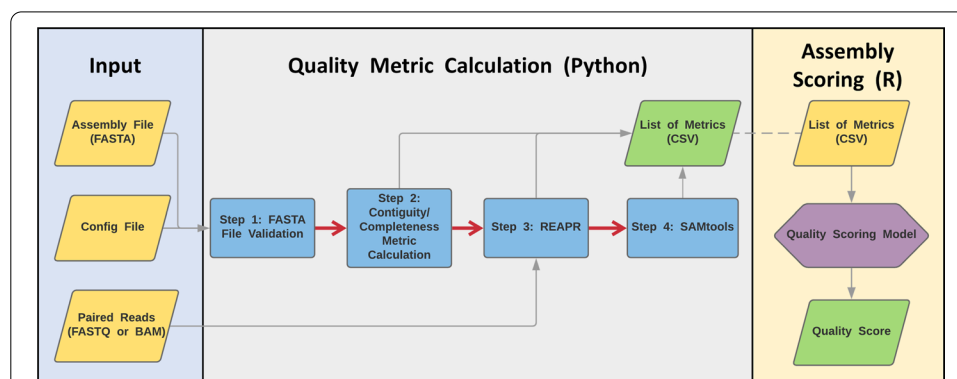 Input
Quality Metric Calculation (Python)
Assembly
Scoring (R)
Assembly File
(FASTA)
Config File
Paired Reads
(FASTQ or BAM)
Step 1: FASTA
File Validation
Step 2:
Contiguity/
Completeness
Metric
Calculation
Step 3: REAPR
Step 4: SAMtools
List of Metrics
(CSV)
List of Metrics
(CSV)
Quality Scoring Model
Quality Score